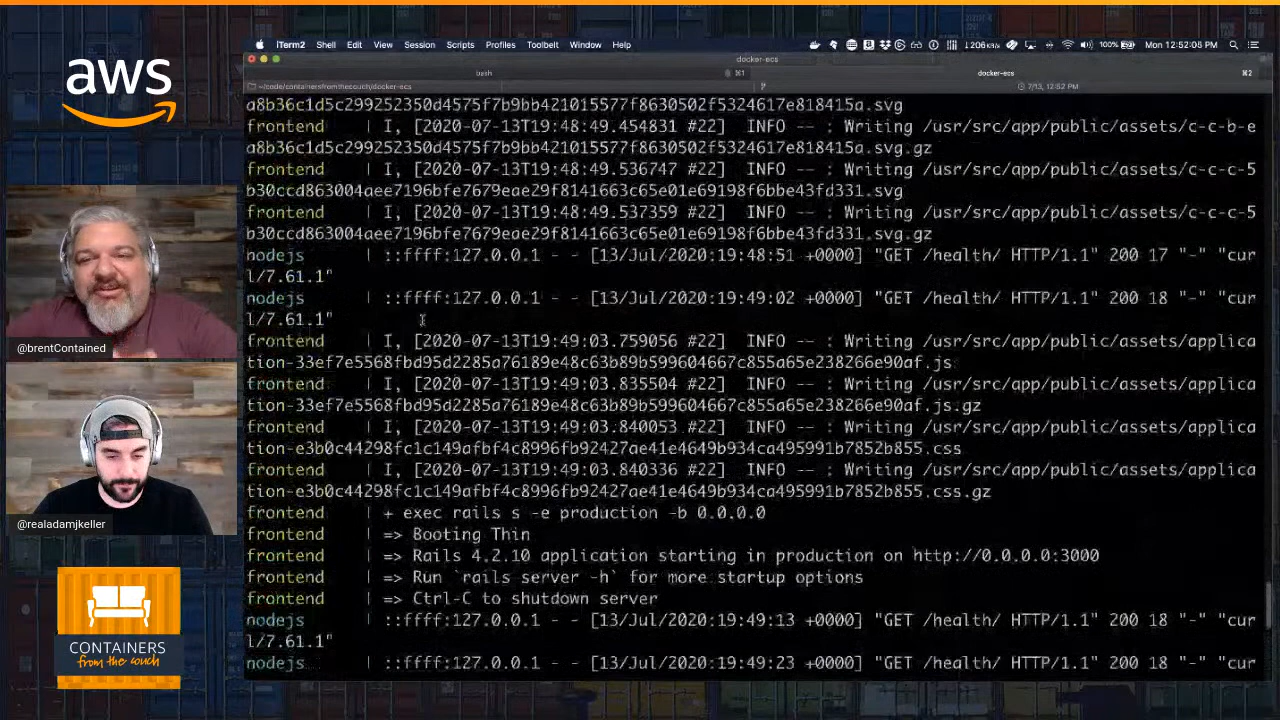 iTerm2 Shell Edit View Session Scripts Profiles Toolbelt Window Help
206 KB/s 100% Mon 12:52:08 PM
docker-ecs
bash ⌘1 docker-ecs ⌘2
~/code/containersfromthecouch/docker-ecs 7/13, 12:52 PM
aws
@brentContained
@realadamjkeller
CONTAINERS
from the couch
a8b36c1d5c299252350d4575f7b9bb421015577f8630502f5324617e818415a.svg
frontend | I, [2020-07-13T19:48:49.454831 #22] INFO -- : Writing /usr/src/app/public/assets/c-c-b-e
a8b36c1d5c299252350d4575f7b9bb421015577f8630502f5324617e818415a.svg.gz
frontend | I, [2020-07-13T19:48:49.536747 #22] INFO -- : Writing /usr/src/app/public/assets/c-c-c-5
b30ccd863004aee7196bfe7679eae29f8141663c65e01e69198f6bbe43fd331.svg
frontend | I, [2020-07-13T19:48:49.537359 #22] INFO -- : Writing /usr/src/app/public/assets/c-c-c-5
b30ccd863004aee7196bfe7679eae29f8141663c65e01e69198f6bbe43fd331.svg.gz
nodejs | ::ffff:127.0.0.1 - - [13/Jul/2020:19:48:51 +0000] "GET /health/ HTTP/1.1" 200 17 "-" "cur
l/7.61.1"
nodejs | ::ffff:127.0.0.1 - - [13/Jul/2020:19:49:02 +0000] "GET /health/ HTTP/1.1" 200 18 "-" "cur
l/7.61.1"
frontend | I, [2020-07-13T19:49:03.759056 #22] INFO -- : Writing /usr/src/app/public/assets/applica
tion-33ef7e5568fbd95d2285a76189e48c63b89b599604667c855a65e238266e90af.js
frontend | I, [2020-07-13T19:49:03.835504 #22] INFO -- : Writing /usr/src/app/public/assets/applica
tion-33ef7e5568fbd95d2285a76189e48c63b89b599604667c855a65e238266e90af.js.gz
frontend | I, [2020-07-13T19:49:03.840053 #22] INFO -- : Writing /usr/src/app/public/assets/applica
tion-e3b0c44298fc1c149afbf4c8996fb92427ae41e4649b934ca495991b7852b855.css
frontend | I, [2020-07-13T19:49:03.840336 #22] INFO -- : Writing /usr/src/app/public/assets/applica
tion-e3b0c44298fc1c149afbf4c8996fb92427ae41e4649b934ca495991b7852b855.css.gz
frontend | + exec rails s -e production -b 0.0.0.0
frontend | => Booting Thin
frontend | => Rails 4.2.10 application starting in production on http://0.0.0.0:3000
frontend | => Run `rails server -h` for more startup options
frontend | => Ctrl-C to shutdown server
nodejs | ::ffff:127.0.0.1 - - [13/Jul/2020:19:49:13 +0000] "GET /health/ HTTP/1.1" 200 18 "-" "cur
l/7.61.1"
nodejs | ::ffff:127.0.0.1 - - [13/Jul/2020:19:49:23 +0000] "GET /health/ HTTP/1.1" 200 18 "-" "cur